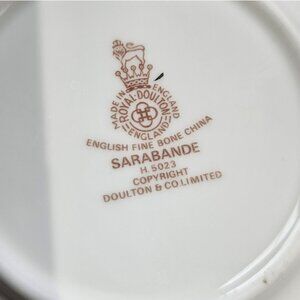 MADE IN ENGLAND
ROYAL·DOULTON
ENGLAND
ENGLISH FINE BONE CHINA
SARABANDE
H. 5023
COPYRIGHT
DOULTON & CO. LIMITED